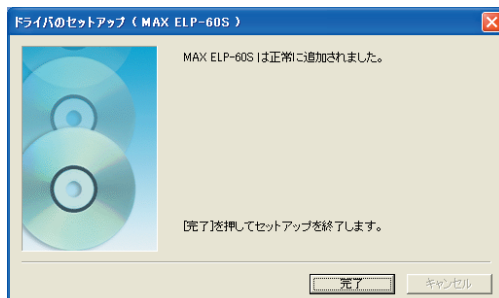 ドライバのセットアップ ( MAX ELP-60S )
MAX ELP-60S は正常に追加されました。
[完了]を押してセットアップを終了します。
完了
キャンセル